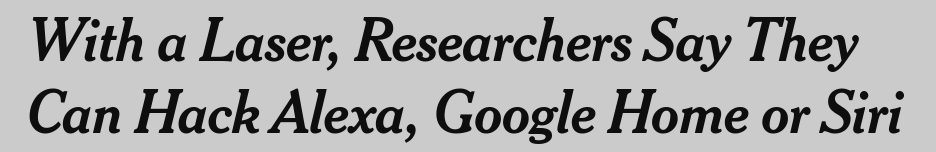 With a Laser, Researchers Say They
Can Hack Alexa, Google Home or Siri